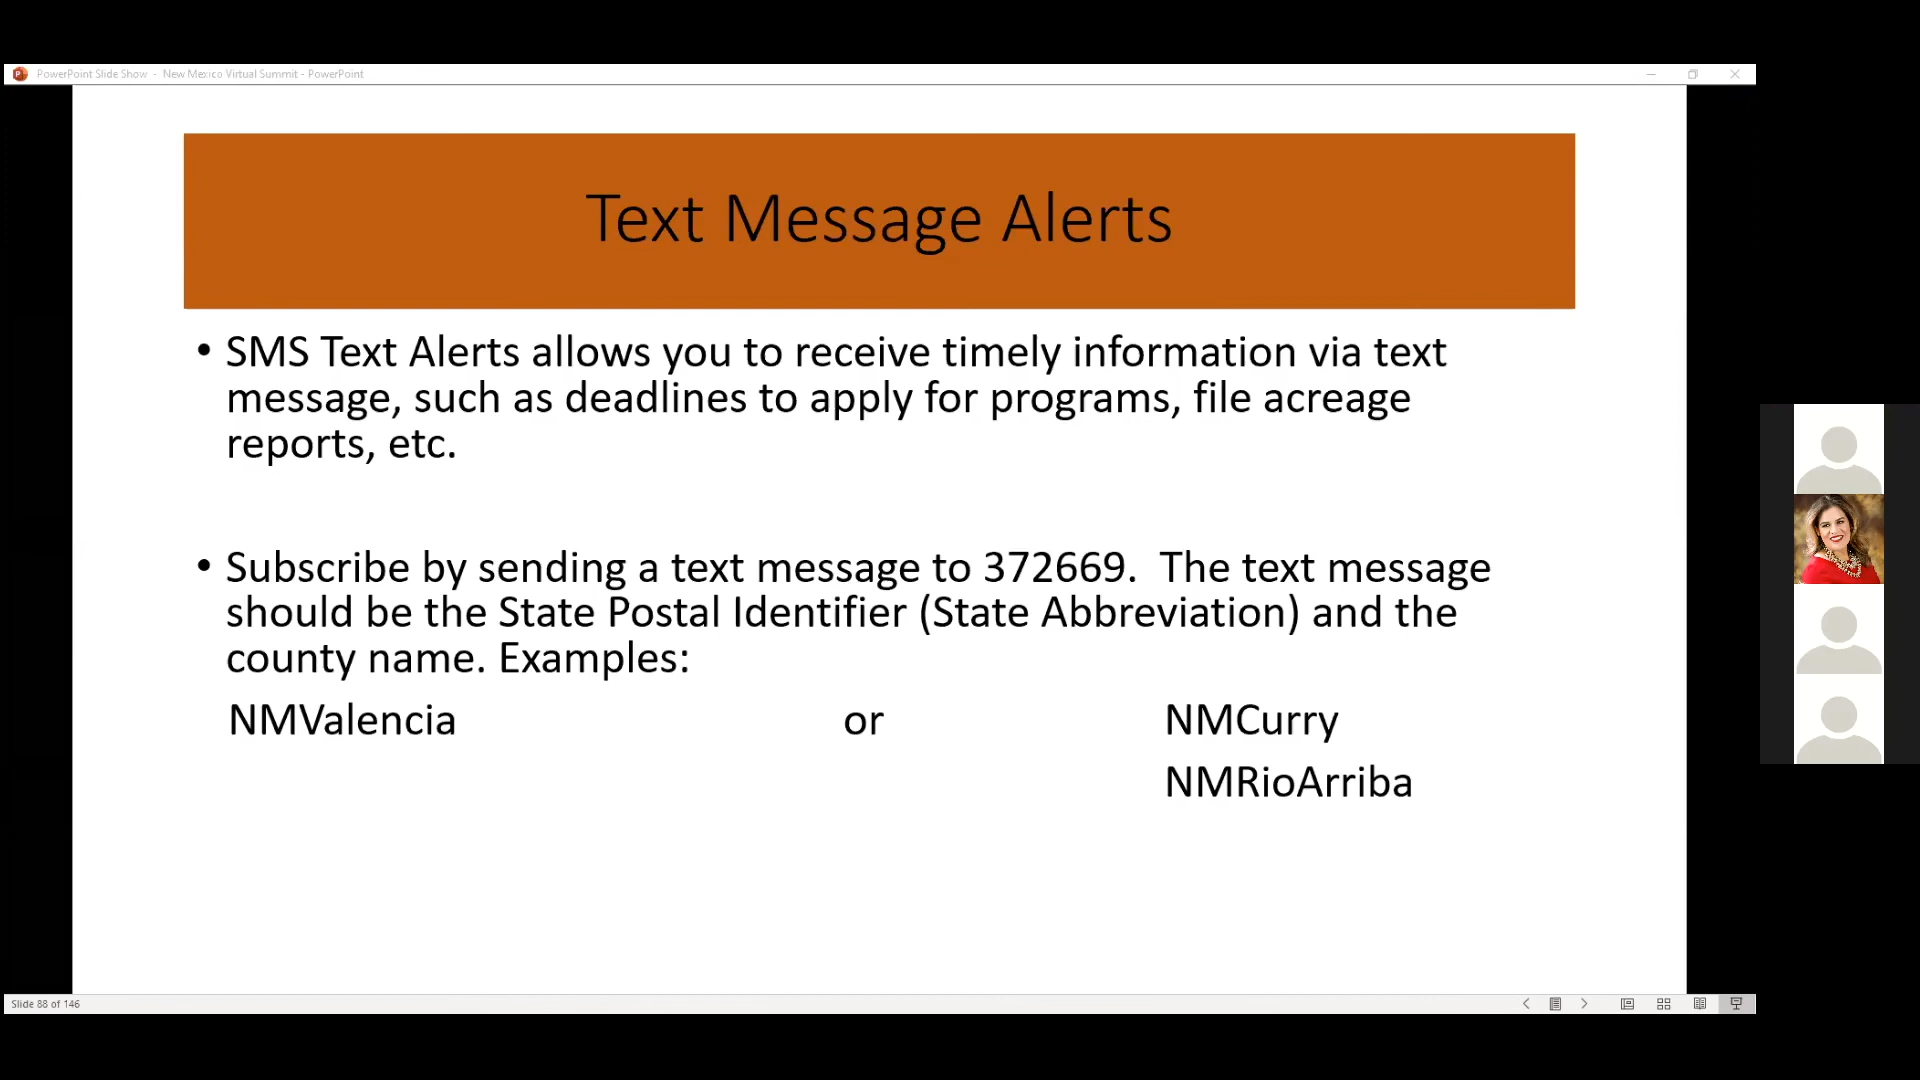 PowerPoint Slide Show - New Mexico Virtual Summit - PowerPoint
Text Message Alerts
• SMS Text Alerts allows you to receive timely information via text
message, such as deadlines to apply for programs, file acreage
reports, etc.
• Subscribe by sending a text message to 372669.  The text message
should be the State Postal Identifier (State Abbreviation) and the
county name. Examples:
NMValencia or NMCurry
NMRioArriba
Slide 88 of 146